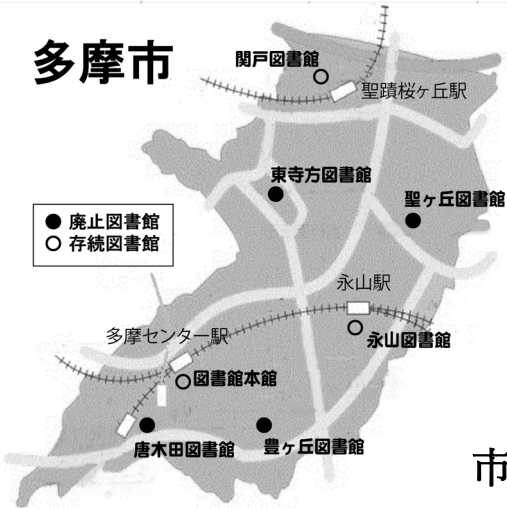 多摩市
関戸図書館
聖蹟桜ヶ丘駅
東寺方図書館
聖ヶ丘図書館
●廃止図書館
○存続図書館
永山駅
多摩センター駅
永山図書館
図書館本館
唐木田図書館
豊ヶ丘図書館
市